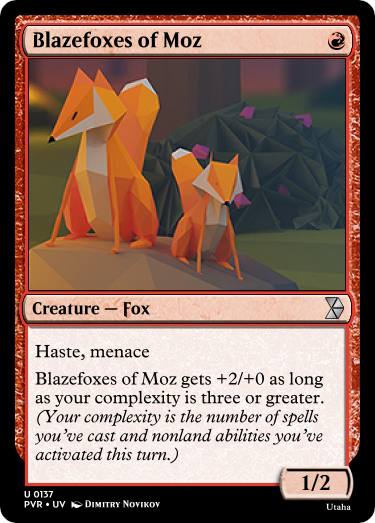 Blazefoxes of Moz
Creature — Fox
Haste, menace
Blazefoxes of Moz gets +2/+0 as long
as your complexity is three or greater.
(Your complexity is the number of spells
you've cast and nonland abilities you've
activated this turn.)
1/2
U 0137
PVR • UV Dimitry Novikov
Utaha